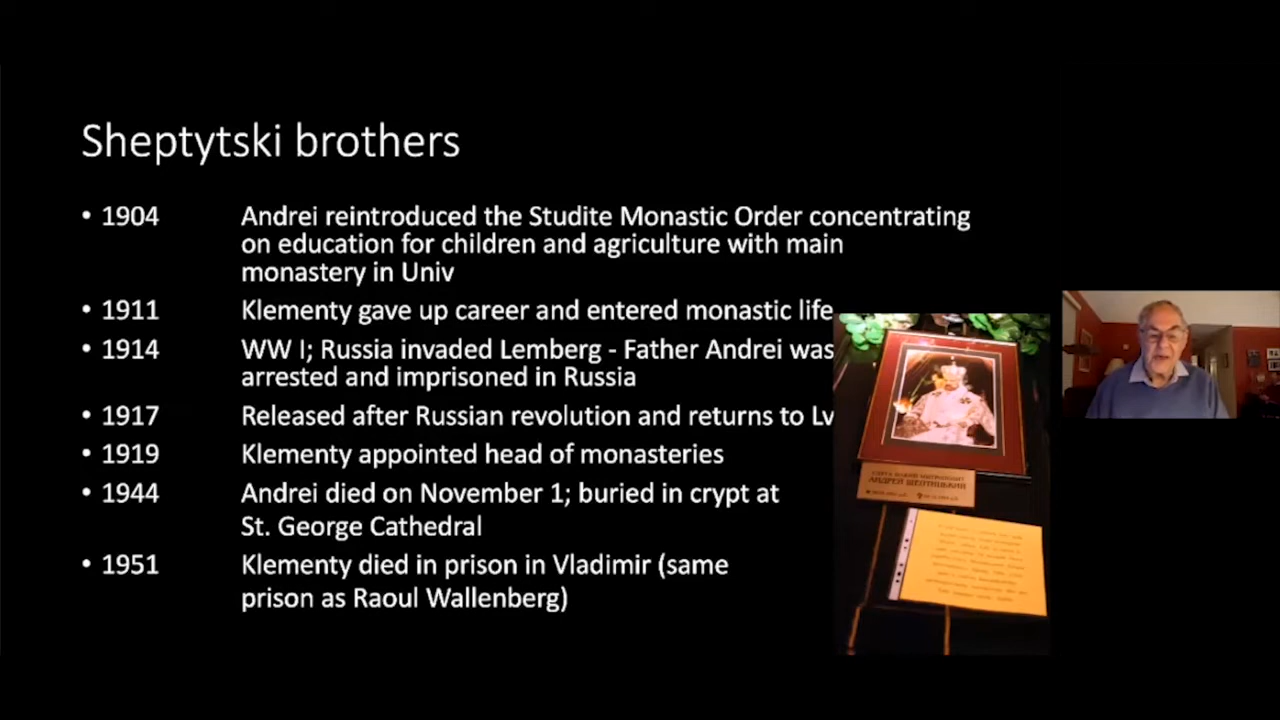 Sheptytski brothers
• 1904 Andrei reintroduced the Studite Monastic Order concentrating
on education for children and agriculture with main
monastery in Univ
• 1911 Klementy gave up career and entered monastic life
• 1914 WW I; Russia invaded Lemberg - Father Andrei was
arrested and imprisoned in Russia
• 1917 Released after Russian revolution and returns to Lv
• 1919 Klementy appointed head of monasteries
• 1944 Andrei died on November 1; buried in crypt at
St. George Cathedral
• 1951 Klementy died in prison in Vladimir (same
prison as Raoul Wallenberg)
АНДРЕЙ ШЕПТИЦЬКИЙ